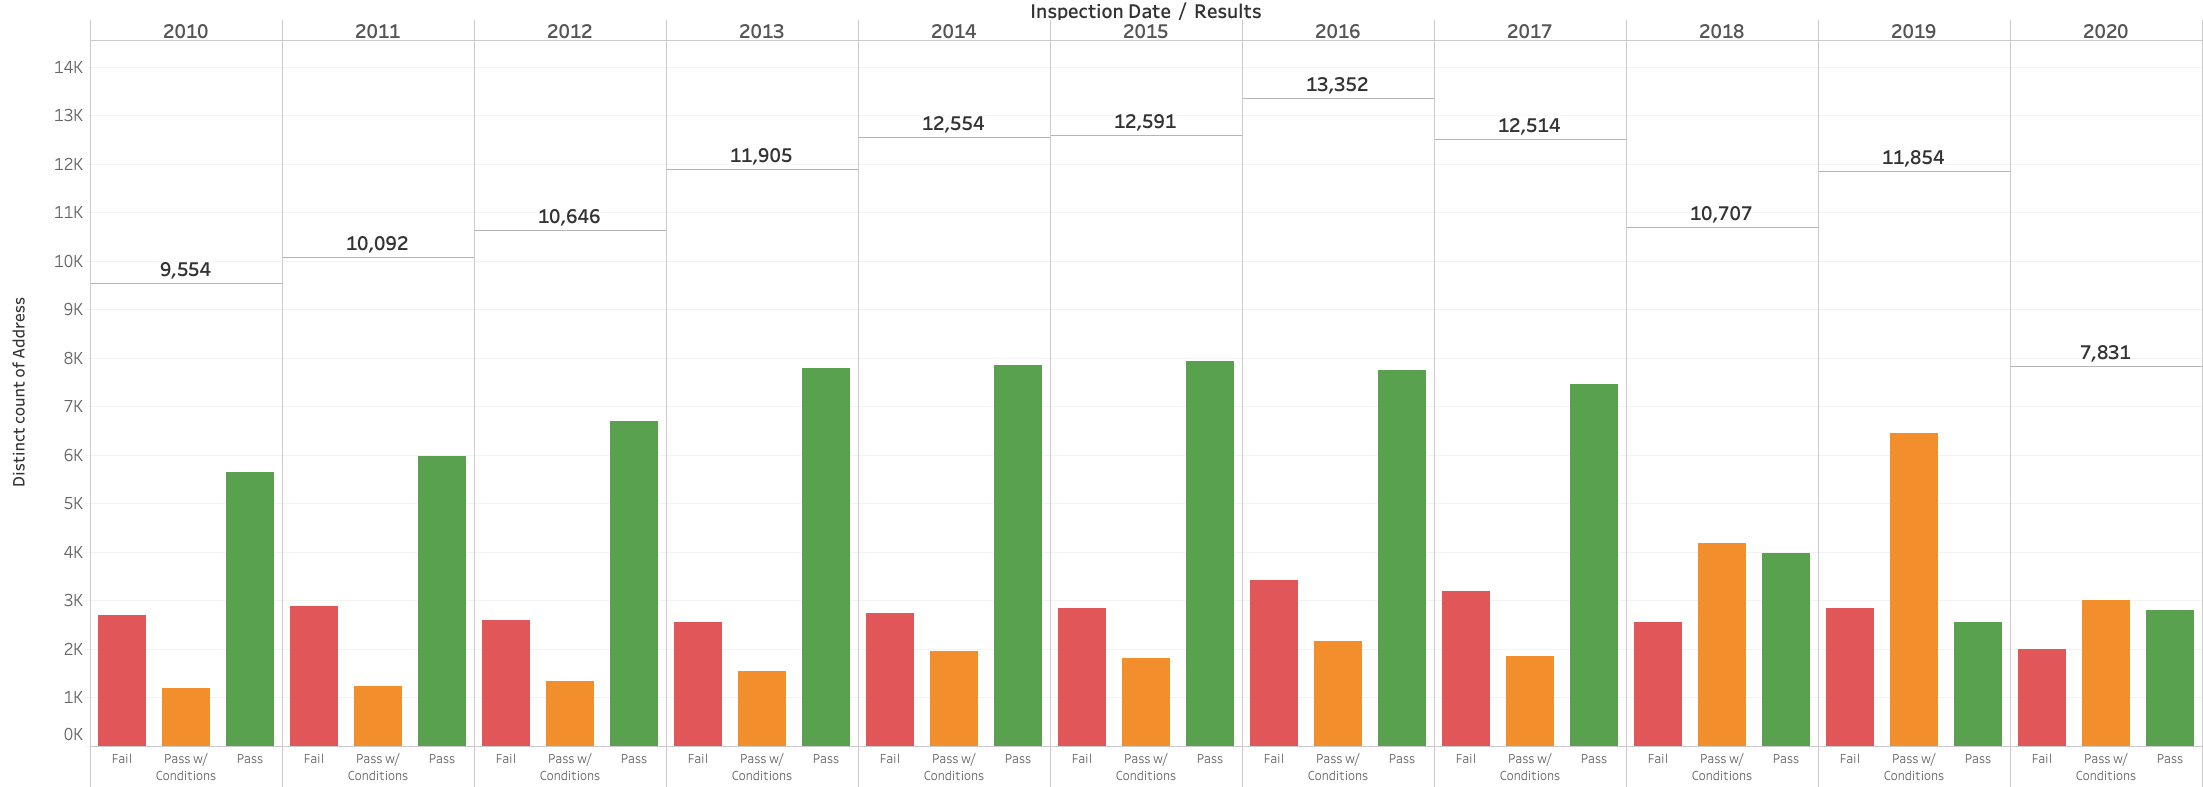 Inspection Date / Results
2010 2011 2012 2013 2014 2015 2016 2017 2018 2019 2020
Distinct count of Address
14K
13K
12K
11K
10K
9K
8K
7K
6K
5K
4K
3K
2K
1K
0K
9,554
10,092
10,646
11,905
12,554
12,591
13,352
12,514
10,707
11,854
7,831
Fail Pass w/ Pass Fail Pass w/ Pass Fail Pass w/ Pass Fail Pass w/ Pass Fail Pass w/ Pass Fail Pass w/ Pass Fail Pass w/ Pass Fail Pass w/ Pass Fail Pass w/ Pass Fail Pass w/ Pass Fail Pass w/ Pass
Conditions Conditions Conditions Conditions Conditions Conditions Conditions Conditions Conditions Conditions Conditions